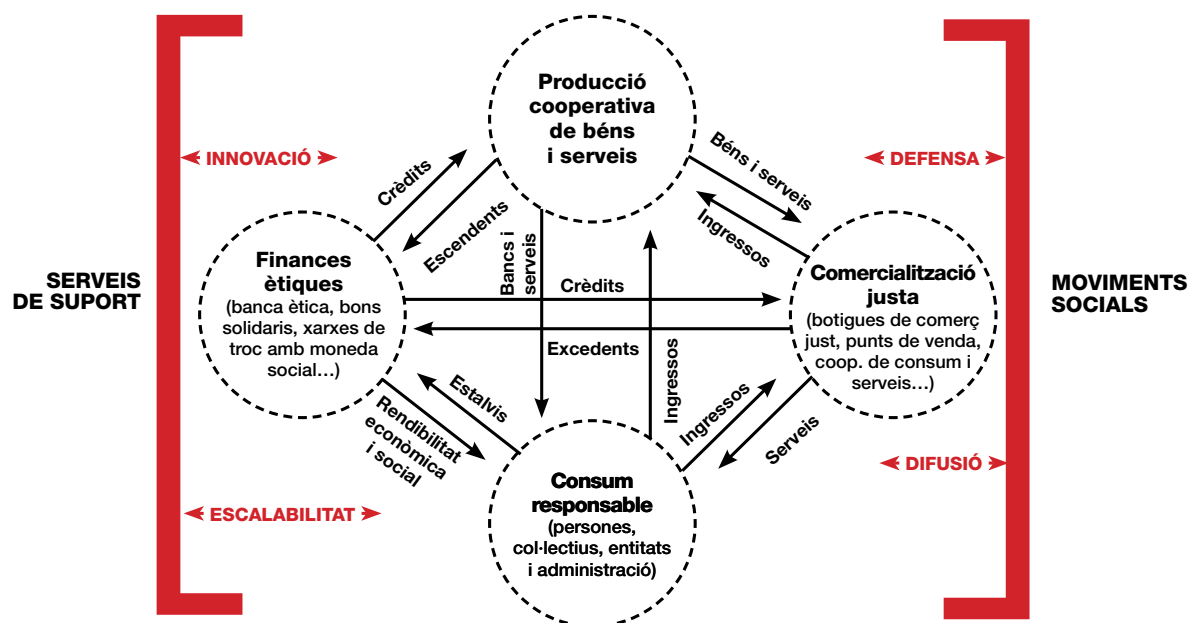 Producció
cooperativa
de béns
i serveis
INNOVACIÓ
DEFENSA
Crèdits
Escendents
Béns i serveis
Ingressos
Bancs i
serveis
SERVEIS
DE SUPORT
Finances
ètiques
(banca ètica, bons
solidaris, xarxes de
troc amb moneda
social…)
Crèdits
Excedents
Comercialització
justa
(botigues de comerç
just, punts de venda,
coop. de consum i
serveis…)
MOVIMENTS
SOCIALS
Estalvis
Rendibilitat
econòmica
i social
Ingressos
Ingressos
Serveis
DIFUSIÓ
ESCALABILITAT
Consum
responsable
(persones,
col·lectius, entitats
i administració)